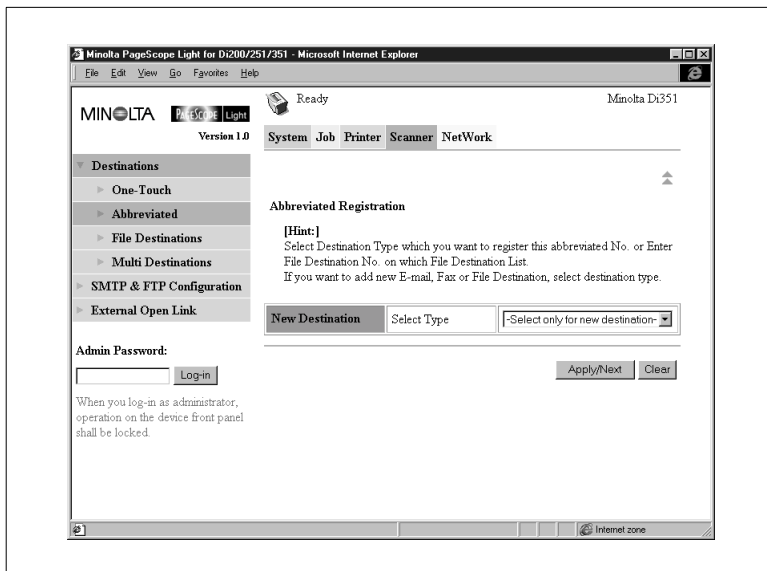 Minolta PageScope Light for Di200/251/351 - Microsoft Internet Explorer
File Edit View Go Favorites Help
MINOLTA PAGESCOPE Light
Version 1.0
Ready
Minolta Di351
System Job Printer Scanner NetWork
Destinations
One-Touch
Abbreviated
File Destinations
Multi Destinations
SMTP & FTP Configuration
External Open Link
Admin Password:
Log-in
When you log-in as administrator,
operation on the device front panel
shall be locked.
Abbreviated Registration
[Hint:]
Select Destination Type which you want to register this abbreviated No. or Enter
File Destination No. on which File Destination List.
If you want to add new E-mail, Fax or File Destination, select destination type.
New Destination Select Type -Select only for new destination-
Apply/Next Clear
Internet zone